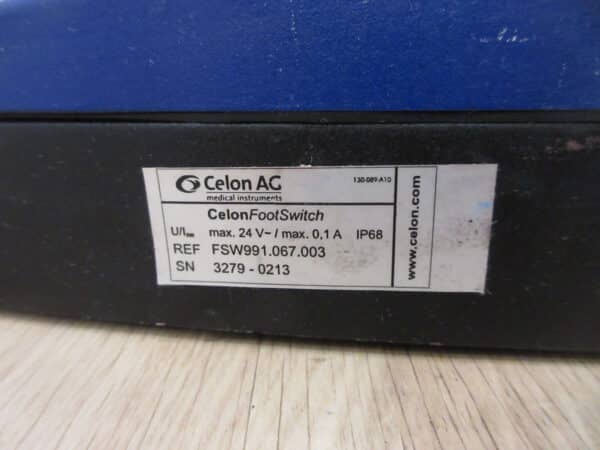 Celon AG
medical instruments
130-089-A10
CelonFootSwitch
max. 24 V~ / max. 0,1 A IP68
REF FSW991.067.003
SN 3279 - 0213
www.celon.com